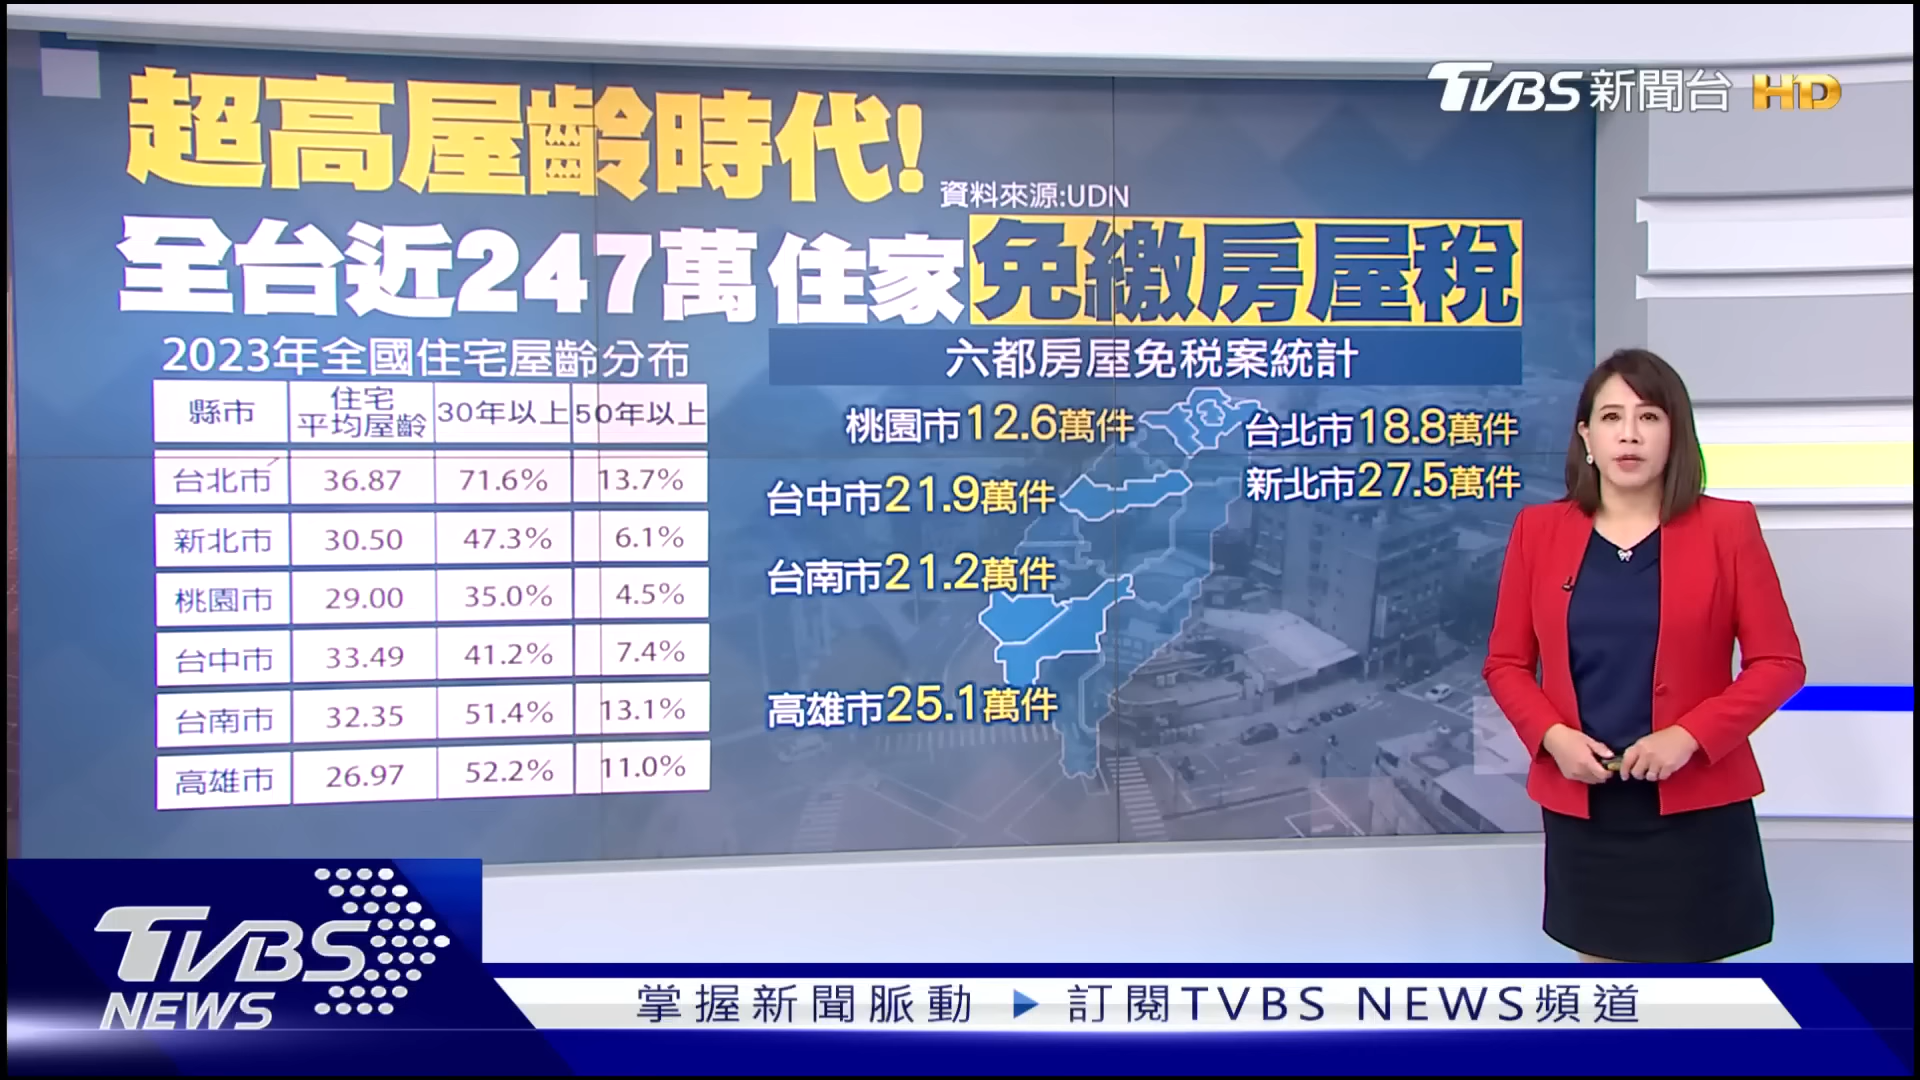 TVBS新聞台 HD
超高屋齡時代!
資料來源:UDN
全台近247萬住家免繳房屋稅
2023年全國住宅屋齡分布
縣市 住宅平均屋齡 30年以上 50年以上
台北市 36.87 71.6% 13.7%
新北市 30.50 47.3% 6.1%
桃園市 29.00 35.0% 4.5%
台中市 33.49 41.2% 7.4%
台南市 32.35 51.4% 13.1%
高雄市 26.97 52.2% 11.0%
六都房屋免税案統計
桃園市12.6萬件
台北市18.8萬件
新北市27.5萬件
台中市21.9萬件
台南市21.2萬件
高雄市25.1萬件
TVBS
NEWS
掌握新聞脈動 ▶ 訂閱TVBS NEWS頻道